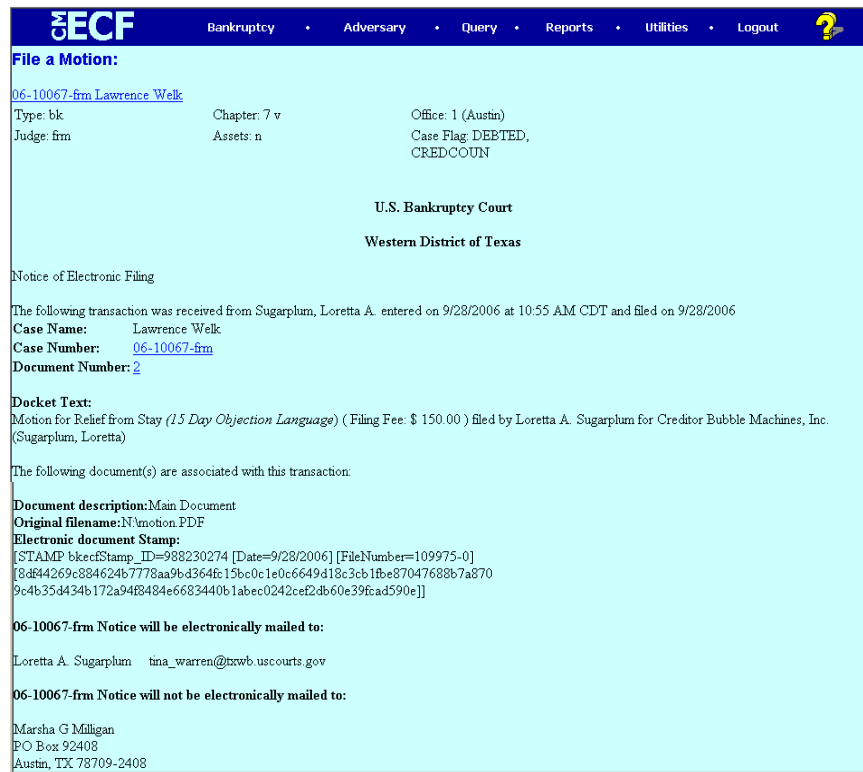 CM ECF Bankruptcy • Adversary • Query • Reports • Utilities • Logout ?
File a Motion:
06-10067-frm Lawrence Welk
Type: bk Chapter: 7 v Office: 1 (Austin)
Judge: frm Assets: n Case Flag: DEBTED,
CREDCOUN
U.S. Bankruptcy Court
Western District of Texas
Notice of Electronic Filing
The following transaction was received from Sugarplum, Loretta A. entered on 9/28/2006 at 10:55 AM CDT and filed on 9/28/2006
Case Name: Lawrence Welk
Case Number: 06-10067-frm
Document Number: 2
Docket Text:
Motion for Relief from Stay (15 Day Objection Language) ( Filing Fee: $ 150.00 ) filed by Loretta A. Sugarplum for Creditor Bubble Machines, Inc.
(Sugarplum, Loretta)
The following document(s) are associated with this transaction:
Document description:Main Document
Original filename:N:\motion.PDF
Electronic document Stamp:
[STAMP bkecfStamp_ID=988230274 [Date=9/28/2006] [FileNumber=109975-0]
[8df44269c884624b7778aa9bd364fc15bc0c1e0c6649d18c3cb1fbe87047688b7a870
9c4b35d434b172a94f8484e6683440b1abec0242cef2db60e39fcad590e]]
06-10067-frm Notice will be electronically mailed to:
Loretta A. Sugarplum tina_warren@txwb.uscourts.gov
06-10067-frm Notice will not be electronically mailed to:
Marsha G Milligan
PO Box 92408
Austin, TX 78709-2408